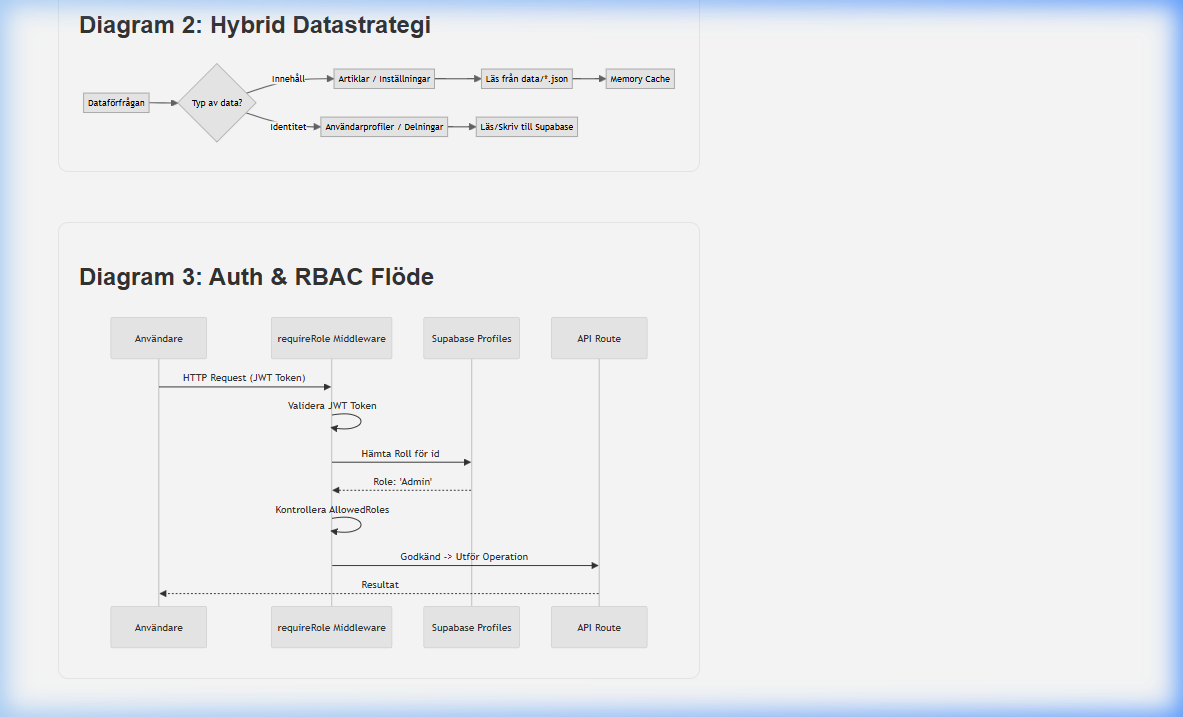 Diagram 2: Hybrid Datastrategi
Dataförfrågan
Typ av data?
Innehåll
Artiklar / Inställningar
Läs från data/*.json
Memory Cache
Identitet
Användarprofiler / Delningar
Läs/Skriv till Supabase
Diagram 3: Auth & RBAC Flöde
Användare
requireRole Middleware
Supabase Profiles
API Route
HTTP Request (JWT Token)
Validera JWT Token
Hämta Roll för id
Role: 'Admin'
Kontrollera AllowedRoles
Godkänd -> Utför Operation
Resultat
Användare
requireRole Middleware
Supabase Profiles
API Route